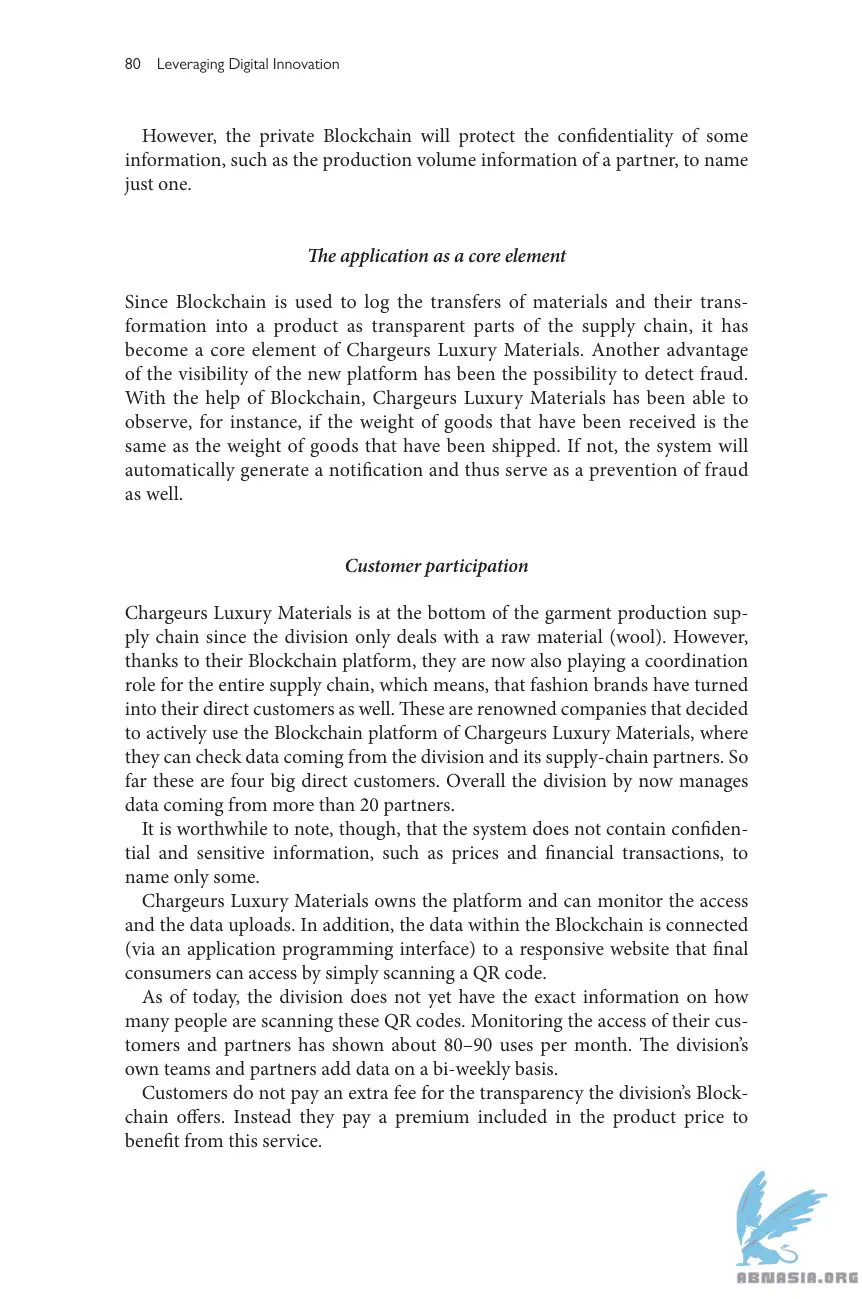 80 Leveraging Digital Innovation
However, the private Blockchain will protect the confidentiality of some
information, such as the production volume information of a partner, to name
just one.
The application as a core element
Since Blockchain is used to log the transfers of materials and their trans-
formation into a product as transparent parts of the supply chain, it has
become a core element of Chargeurs Luxury Materials. Another advantage
of the visibility of the new platform has been the possibility to detect fraud.
With the help of Blockchain, Chargeurs Luxury Materials has been able to
observe, for instance, if the weight of goods that have been received is the
same as the weight of goods that have been shipped. If not, the system will
automatically generate a notification and thus serve as a prevention of fraud
as well.
Customer participation
Chargeurs Luxury Materials is at the bottom of the garment production sup-
ply chain since the division only deals with a raw material (wool). However,
thanks to their Blockchain platform, they are now also playing a coordination
role for the entire supply chain, which means, that fashion brands have turned
into their direct customers as well. These are renowned companies that decided
to actively use the Blockchain platform of Chargeurs Luxury Materials, where
they can check data coming from the division and its supply-chain partners. So
far these are four big direct customers. Overall the division by now manages
data coming from more than 20 partners.
It is worthwhile to note, though, that the system does not contain confiden-
tial and sensitive information, such as prices and financial transactions, to
name only some.
Chargeurs Luxury Materials owns the platform and can monitor the access
and the data uploads. In addition, the data within the Blockchain is connected
(via an application programming interface) to a responsive website that final
consumers can access by simply scanning a QR code.
As of today, the division does not yet have the exact information on how
many people are scanning these QR codes. Monitoring the access of their cus-
tomers and partners has shown about 80–90 uses per month. The division's
own teams and partners add data on a bi-weekly basis.
Customers do not pay an extra fee for the transparency the division's Block-
chain offers. Instead they pay a premium included in the product price to
benefit from this service.
ABNASIA.ORG